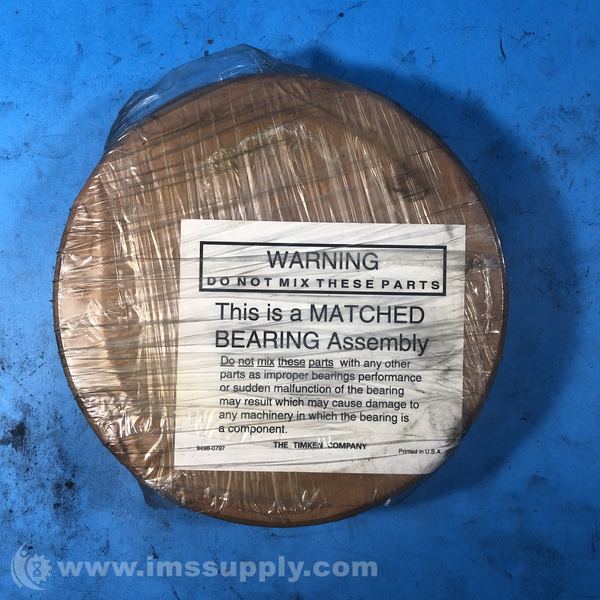 WARNING
DO NOT MIX THESE PARTS
This is a MATCHED
BEARING Assembly
Do not mix these parts with any other
parts as improper bearings performance
or sudden malfunction of the bearing
may result which may cause damage to
any machinery in which the bearing is
a component.
9498-0797 THE TIMKEN COMPANY Printed in U.S.A.
www.imssupply.com